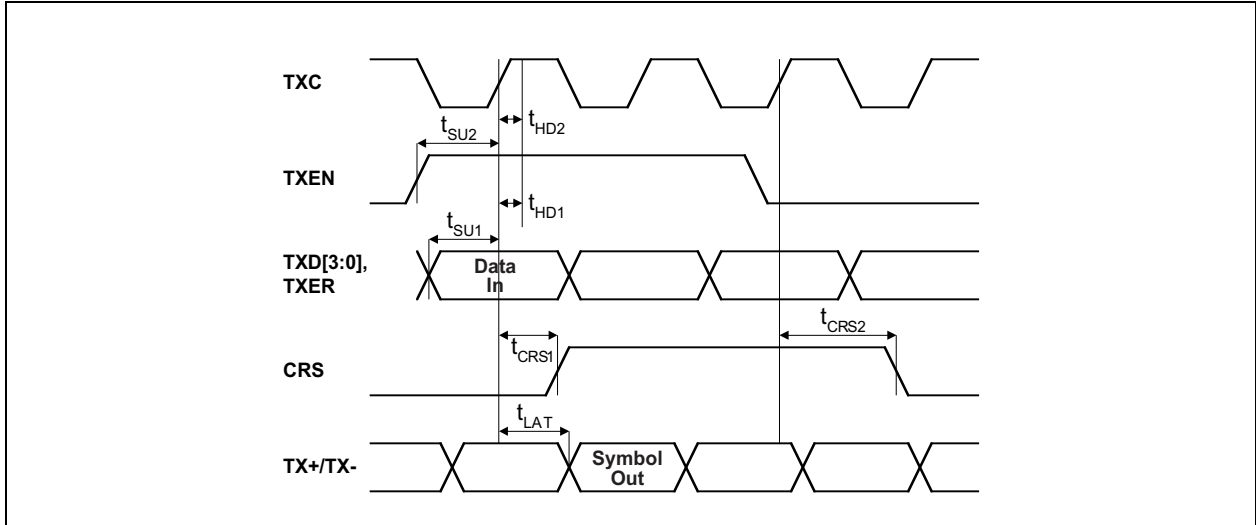 TXC
tHD2
tSU2
TXEN
tHD1
tSU1
TXD[3:0],
TXER
Data
In
tCRS2
tCRS1
CRS
tLAT
TX+/TX-
Symbol
Out